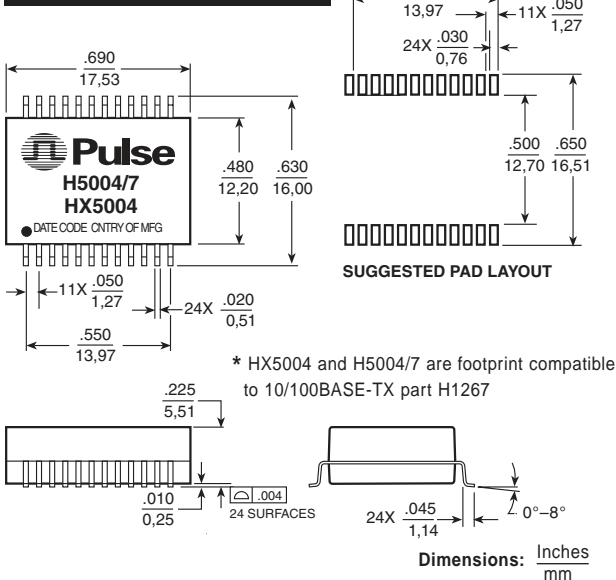 13,97
11X .050
1,27
24X .030
0,76
.690
17,53
Pulse
H5004/7
HX5004
DATE CODE CNTRY OF MFG
.480
12,20
.630
16,00
.500
12,70
.650
16,51
SUGGESTED PAD LAYOUT
11X .050
1,27
24X .020
0,51
.550
13,97
* HX5004 and H5004/7 are footprint compatible
to 10/100BASE-TX part H1267
.225
5,51
.010
0,25
.004
24 SURFACES
24X .045
1,14
0°–8°
Dimensions: Inches
mm